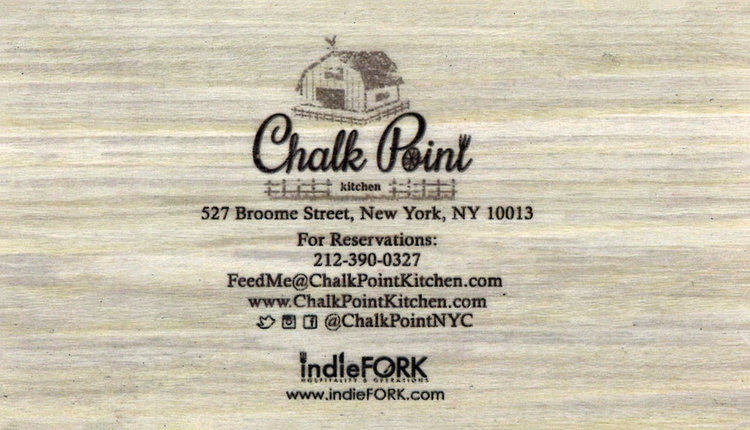 Chalk Point
kitchen
527 Broome Street, New York, NY 10013
For Reservations:
212-390-0327
FeedMe@ChalkPointKitchen.com
www.ChalkPointKitchen.com
@ChalkPointNYC
indieFORK
HOSPITALITY & OPERATIONS
www.indieFORK.com